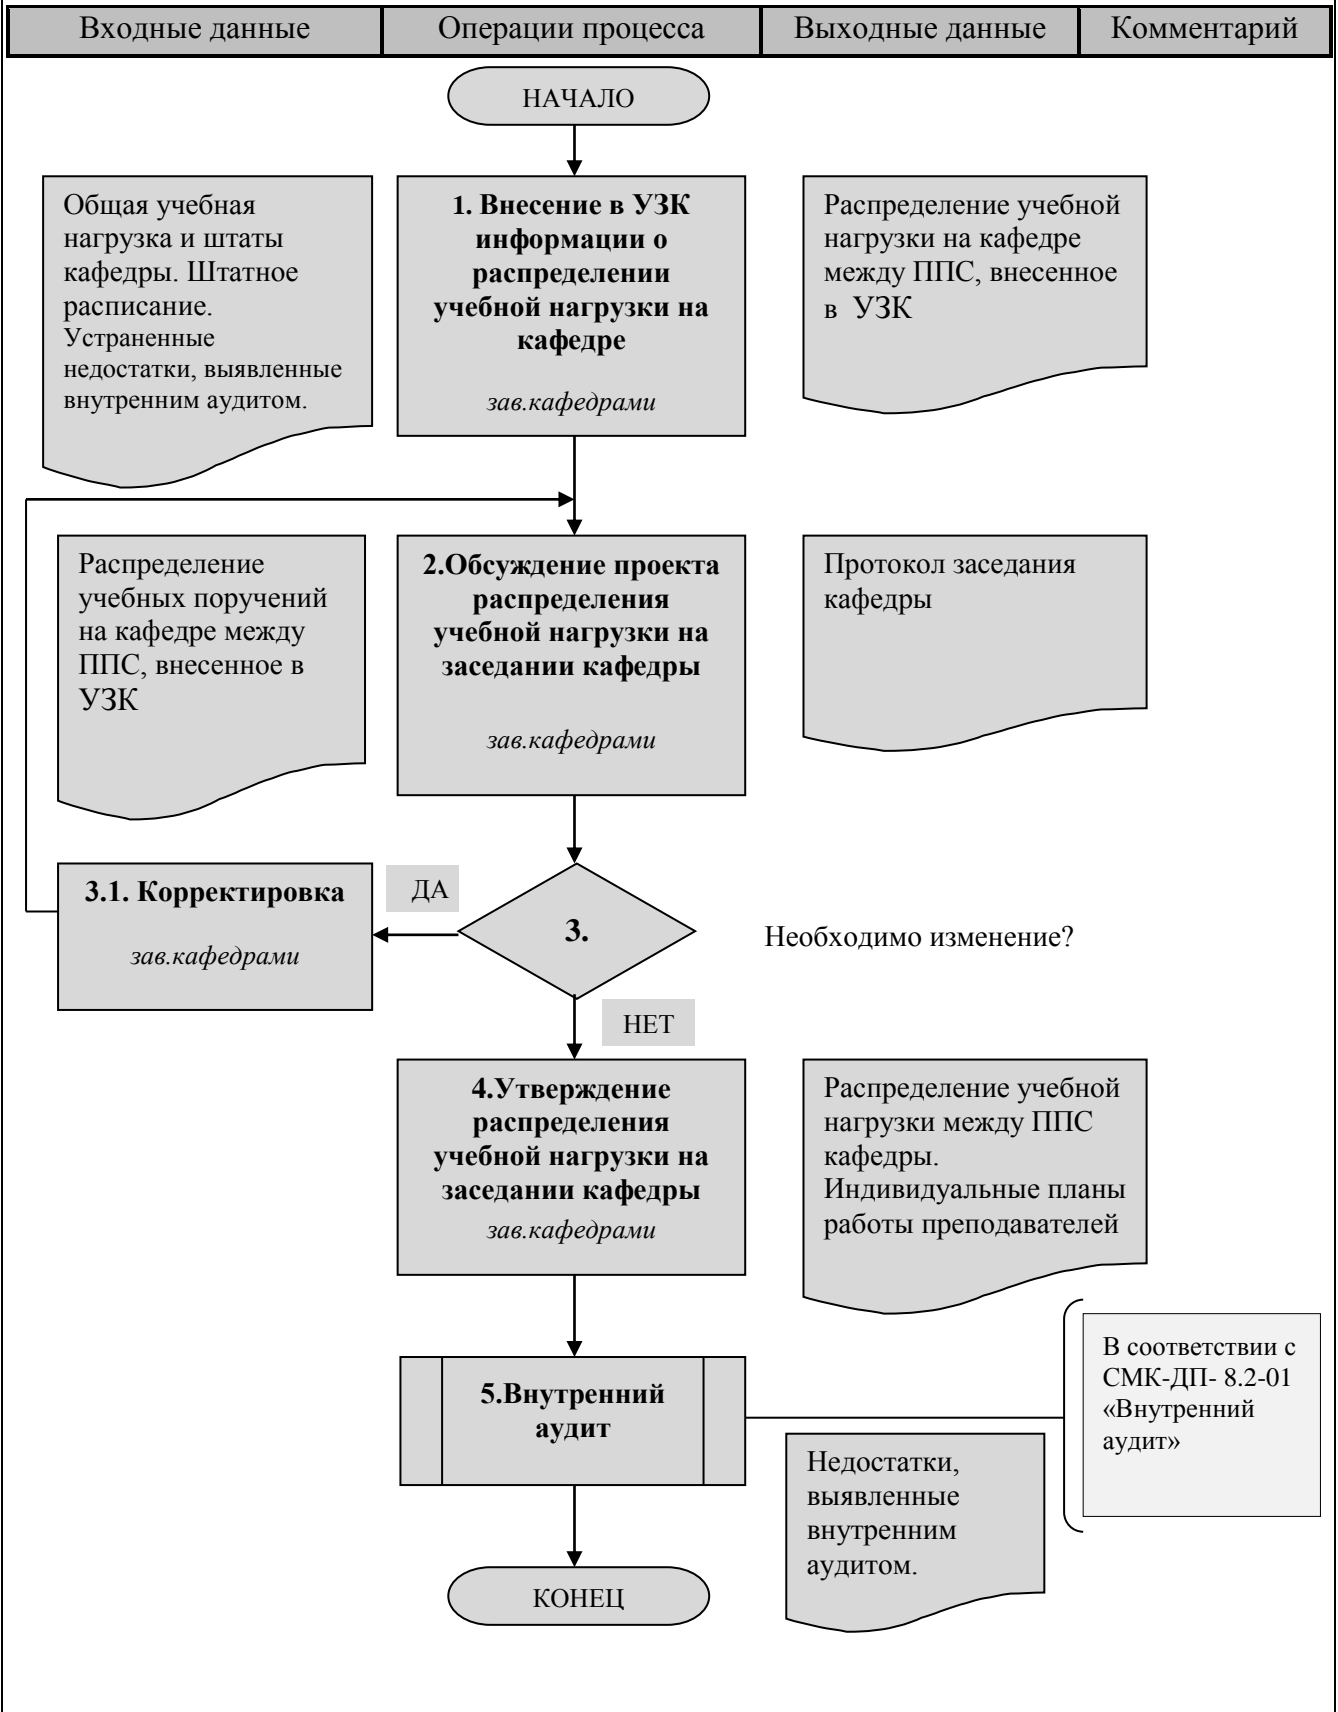 Входные данные
Операции процесса
Выходные данные
Комментарий
НАЧАЛО
Общая учебная
нагрузка и штаты
кафедры. Штатное
расписание.
Устраненные
недостатки, выявленные
внутренним аудитом.
1. Внесение в УЗК
информации о
распределении
учебной нагрузки на
кафедре
зав.кафедрами
Распределение учебной
нагрузки на кафедре
между ППС, внесенное
в УЗК
Распределение
учебных поручений
на кафедре между
ППС, внесенное в
УЗК
2.Обсуждение проекта
распределения
учебной нагрузки на
заседании кафедры
зав.кафедрами
Протокол заседания
кафедры
3.1. Корректировка
зав.кафедрами
ДА
3.
Необходимо изменение?
НЕТ
4.Утверждение
распределения
учебной нагрузки на
заседании кафедры
зав.кафедрами
Распределение учебной
нагрузки между ППС
кафедры.
Индивидуальные планы
работы преподавателей
5.Внутренний
аудит
В соответствии с
СМК-ДП- 8.2-01
«Внутренний
аудит»
Недостатки,
выявленные
внутренним
аудитом.
КОНЕЦ